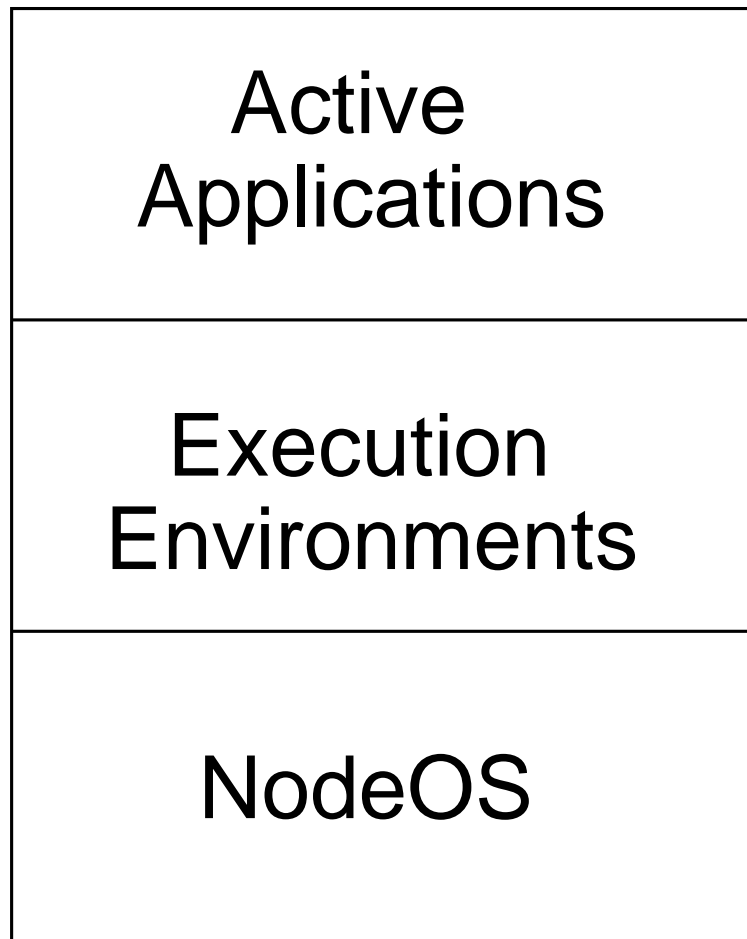 Active
Applications
Execution
Environments
NodeOS